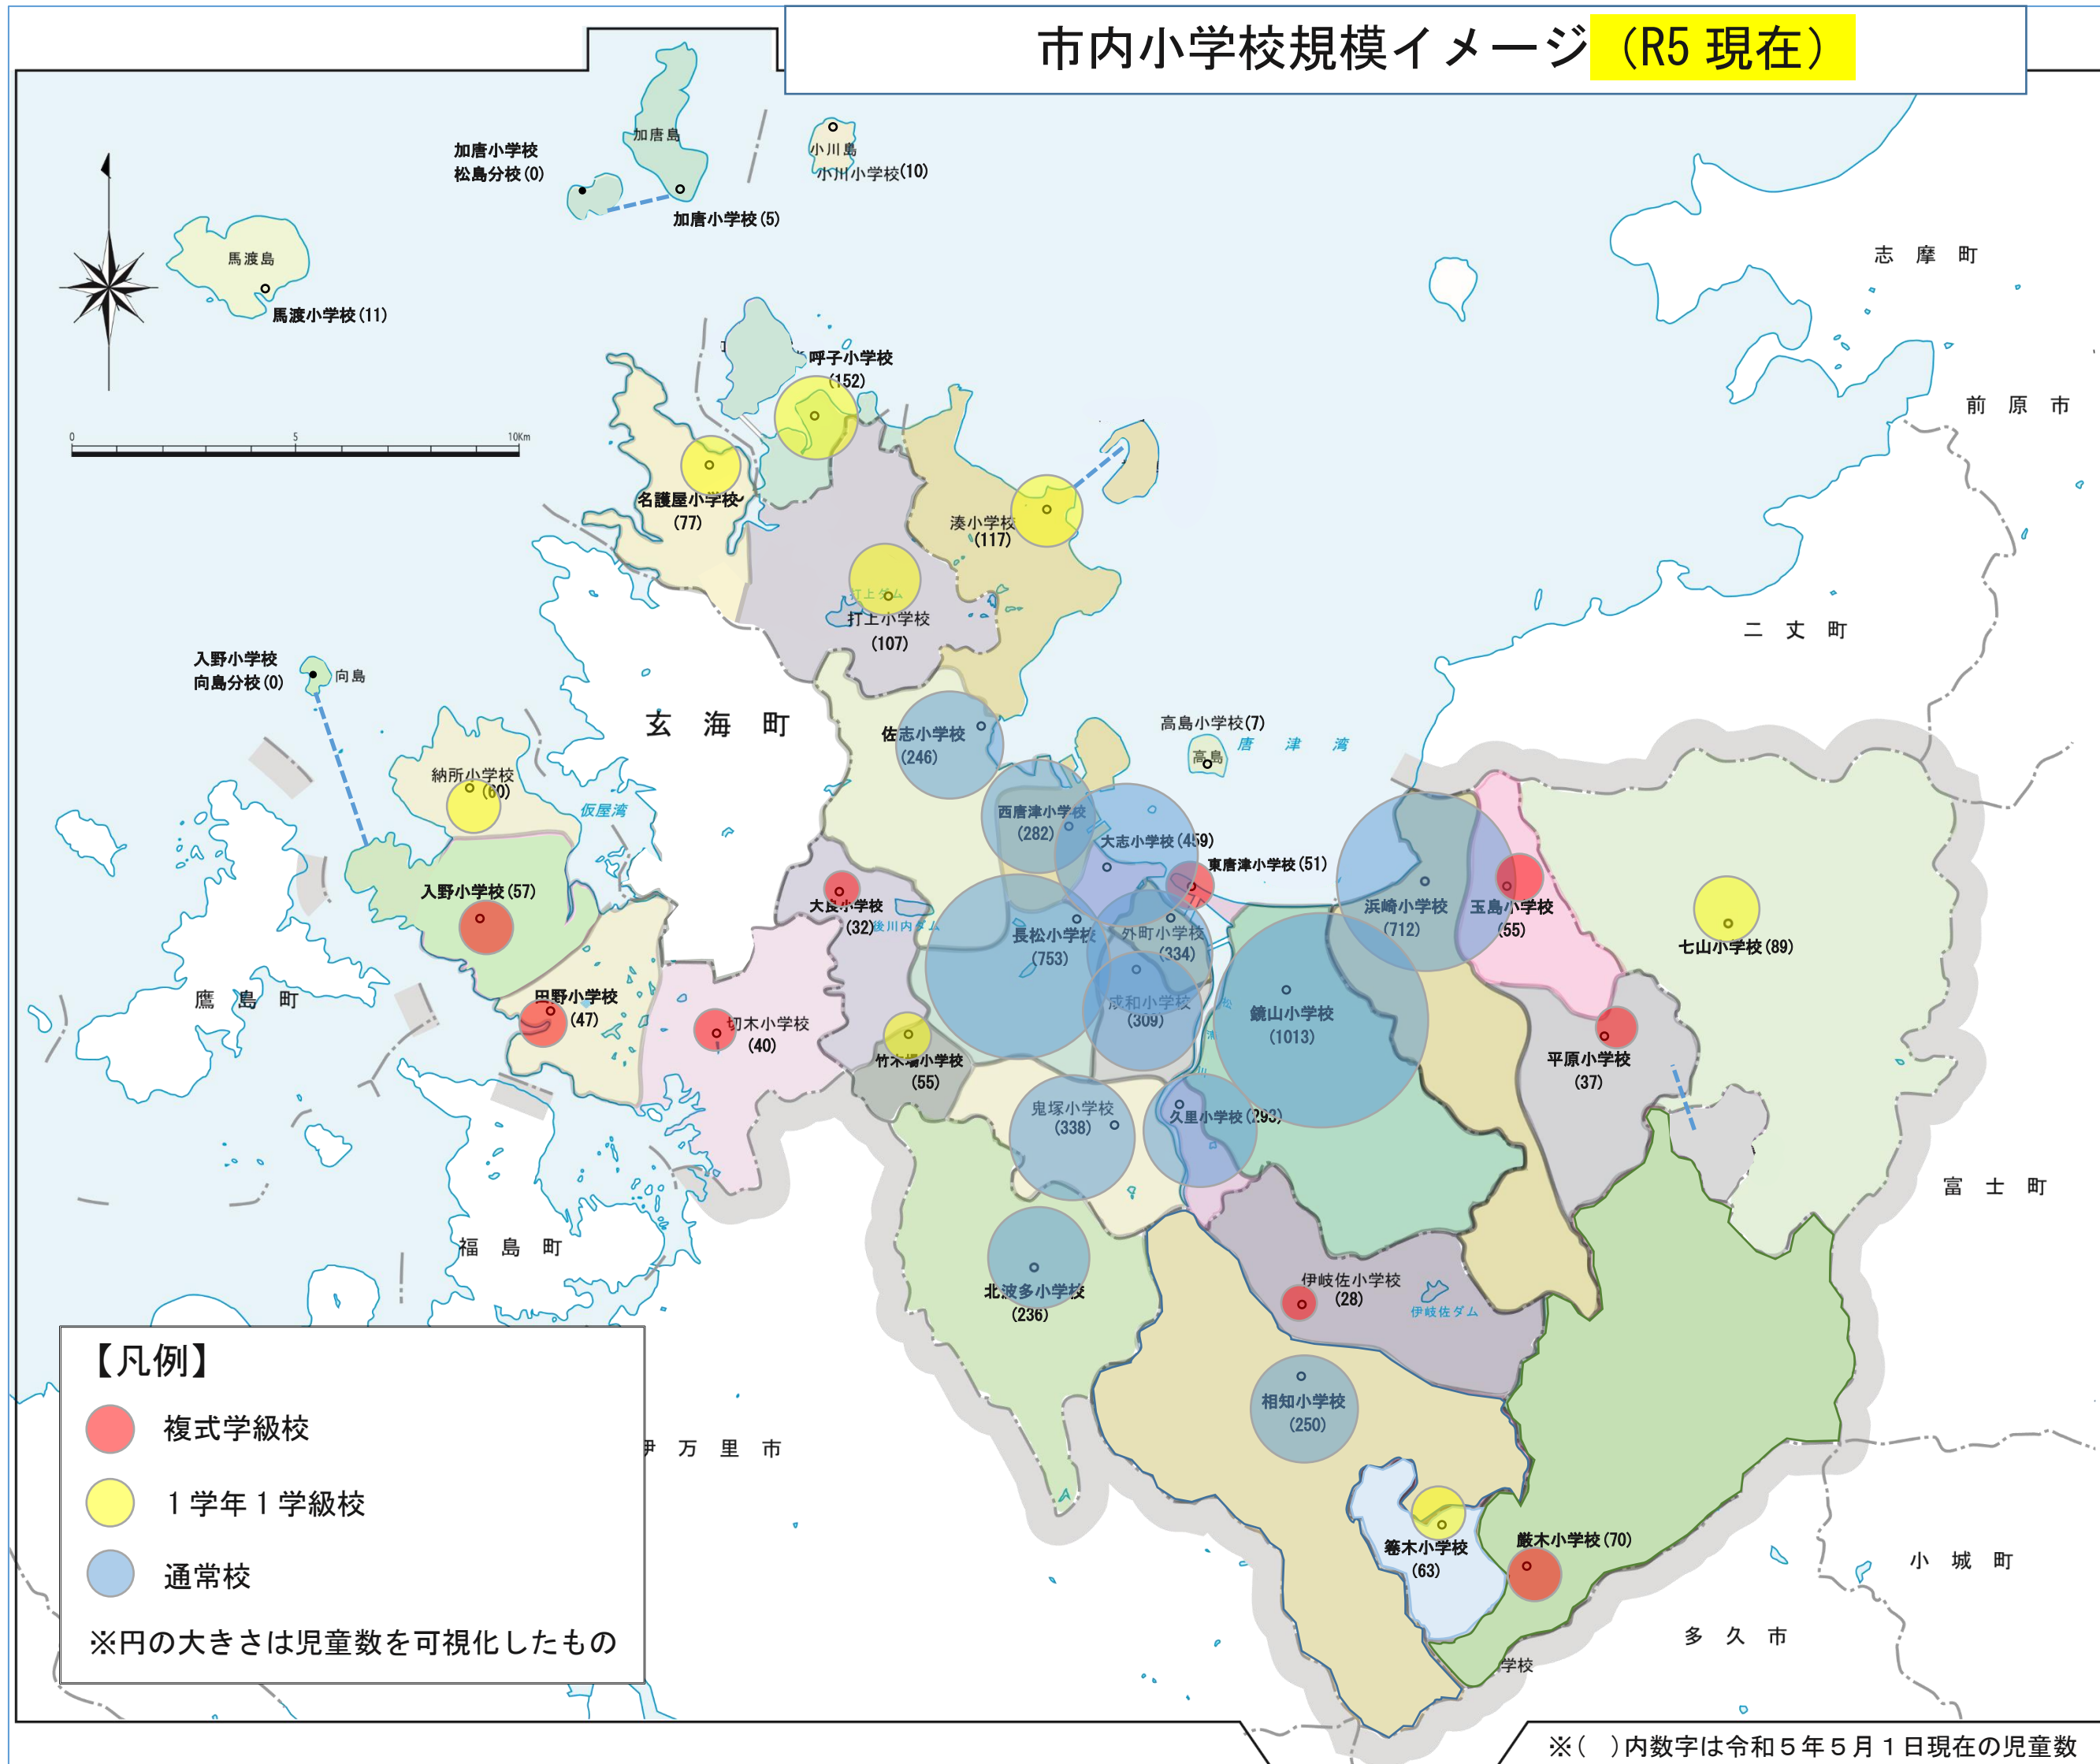 市内小学校規模イメージ（R5 現在）
加唐島
小川島
小川小学校(10)
加唐小学校
松島分校(0)
加唐小学校(5)
馬渡島
馬渡小学校(11)
志摩町
前原市
二丈町
0 5 10Km
呼子小学校
(152)
名護屋小学校
(77)
湊小学校
(117)
打上ダム
打上小学校
(107)
入野小学校
向島分校(0)
向島
玄海町
佐志小学校
(246)
高島小学校(7)
高島
唐津湾
納所小学校
(60)
仮屋湾
西唐津小学校
(282)
大志小学校(459)
東唐津小学校(51)
入野小学校(57)
大良小学校
(32)
後川内ダム
長松小学校
(753)
外町小学校
(334)
浜崎小学校
(712)
玉島小学校
(55)
七山小学校(89)
鷹島町
田野小学校
(47)
切木小学校
(40)
成和小学校
(309)
鏡山小学校
(1013)
松
浦
川
竹木場小学校
(55)
平原小学校
(37)
鬼塚小学校
(338)
久里小学校(293)
富士町
福島町
北波多小学校
(236)
伊岐佐小学校
(28)
伊岐佐ダム
相知小学校
(250)
伊万里市
箞木小学校
(63)
厳木小学校(70)
小城町
多久市
学校
【凡例】
複式学級校
１学年１学級校
通常校
※円の大きさは児童数を可視化したもの
※(　)内数字は令和５年５月１日現在の児童数